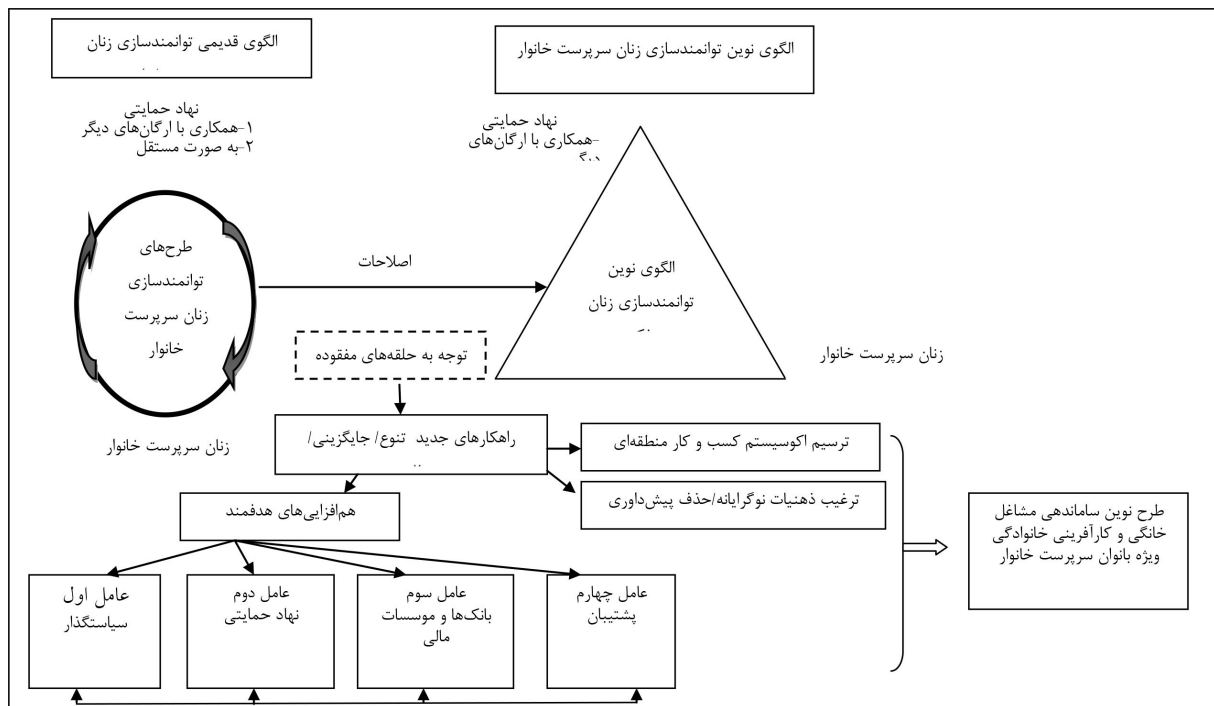 الگوی قدیمی توانمندسازی زنان
الگوی نوین توانمندسازی زنان سرپرست خانوار
نهاد حمایتی
۱-همکاری با ارگان‌های دیگر
۲-به صورت مستقل
نهاد حمایتی
-همکاری با ارگان‌های
طرح‌های
توانمندسازی
زنان سرپرست
خانوار
اصلاحات
الگوی نوین
توانمندسازی زنان
زنان سرپرست خانوار
توجه به حلقه‌های مفقوده
زنان سرپرست خانوار
راهکارهای جدید تنوع/ جایگزینی/
ترسیم اکوسیستم کسب و کار منطقه‌ای
ترغیب ذهنیات نوگرایانه/حذف پیش‌داوری
هم‌افزایی‌های هدفمند
طرح نوین ساماندهی مشاغل
خانگی و کارآفرینی خانوادگی
ویژه بانوان سرپرست خانوار
عامل اول
سیاستگذار
عامل دوم
نهاد حمایتی
عامل سوم
بانک‌ها و موسسات
مالی
عامل چهارم
پشتیبان